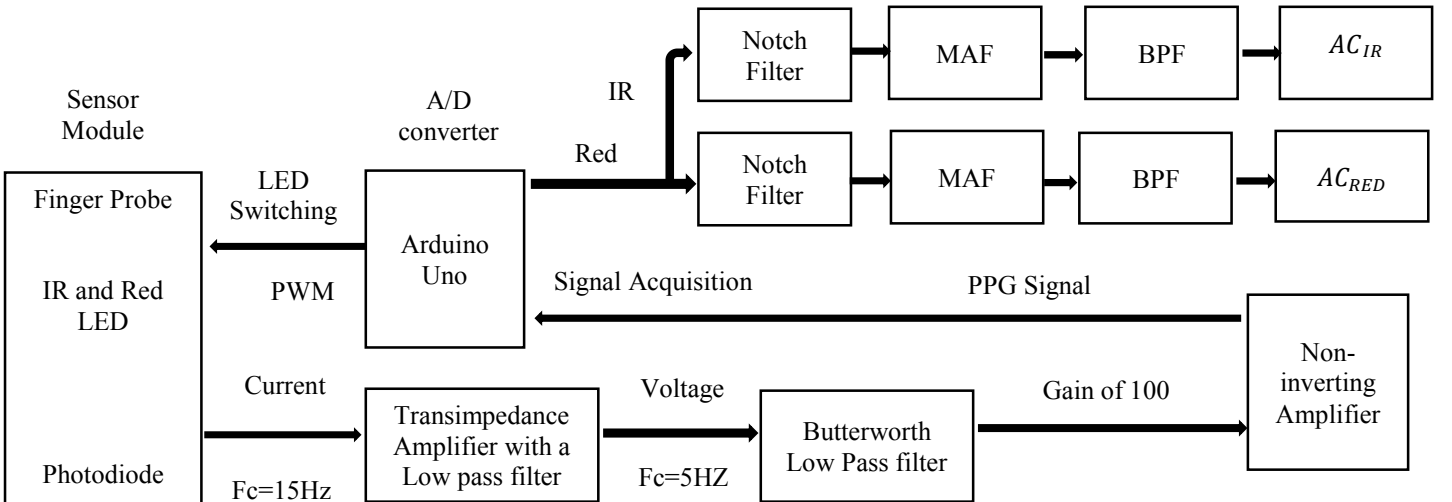 Sensor
Module
Finger Probe
IR and Red
LED
Photodiode
LED
Switching
PWM
A/D
converter
Arduino
Uno
IR
Red
Notch
Filter
MAF
BPF
AC_IR
Notch
Filter
MAF
BPF
AC_RED
Signal Acquisition
PPG Signal
Current
Fc=15Hz
Transimpedance
Amplifier with a
Low pass filter
Voltage
Fc=5HZ
Butterworth
Low Pass filter
Gain of 100
Non-
inverting
Amplifier